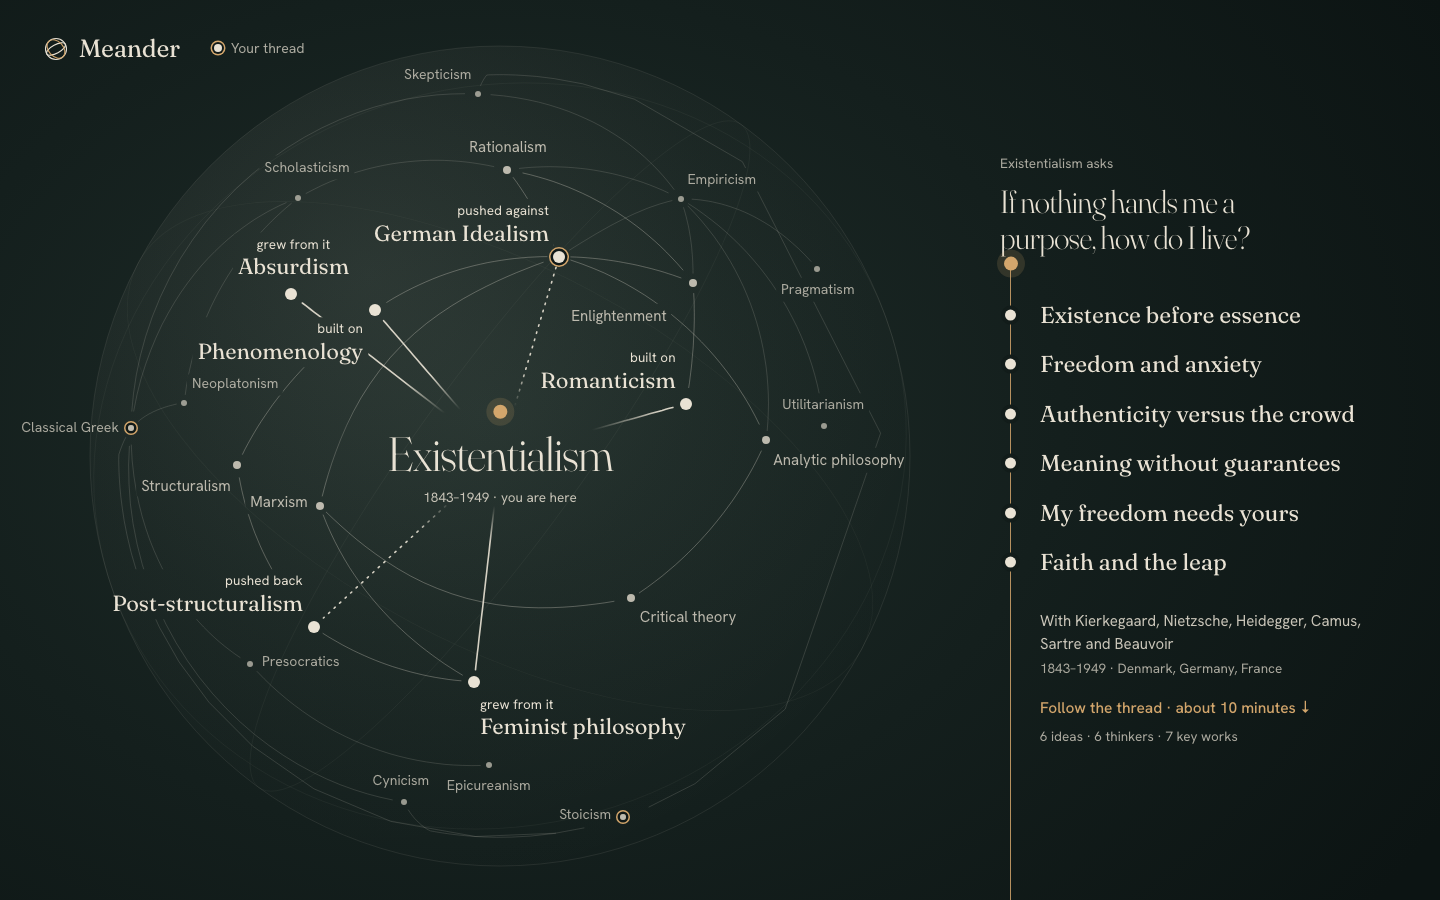 Meander
Your thread
Skepticism
Rationalism
Scholasticism
Empiricism
pushed against
German Idealism
grew from it
Absurdism
Pragmatism
Enlightenment
built on
Phenomenology
built on
Romanticism
Neoplatonism
Utilitarianism
Classical Greek
Existentialism
1843–1949 · you are here
Analytic philosophy
Structuralism
Marxism
pushed back
Post-structuralism
Critical theory
Presocratics
grew from it
Feminist philosophy
Cynicism
Epicureanism
Stoicism
Existentialism asks
If nothing hands me a
purpose, how do I live?
Existence before essence
Freedom and anxiety
Authenticity versus the crowd
Meaning without guarantees
My freedom needs yours
Faith and the leap
With Kierkegaard, Nietzsche, Heidegger, Camus,
Sartre and Beauvoir
1843–1949 · Denmark, Germany, France
Follow the thread · about 10 minutes ↓
6 ideas · 6 thinkers · 7 key works